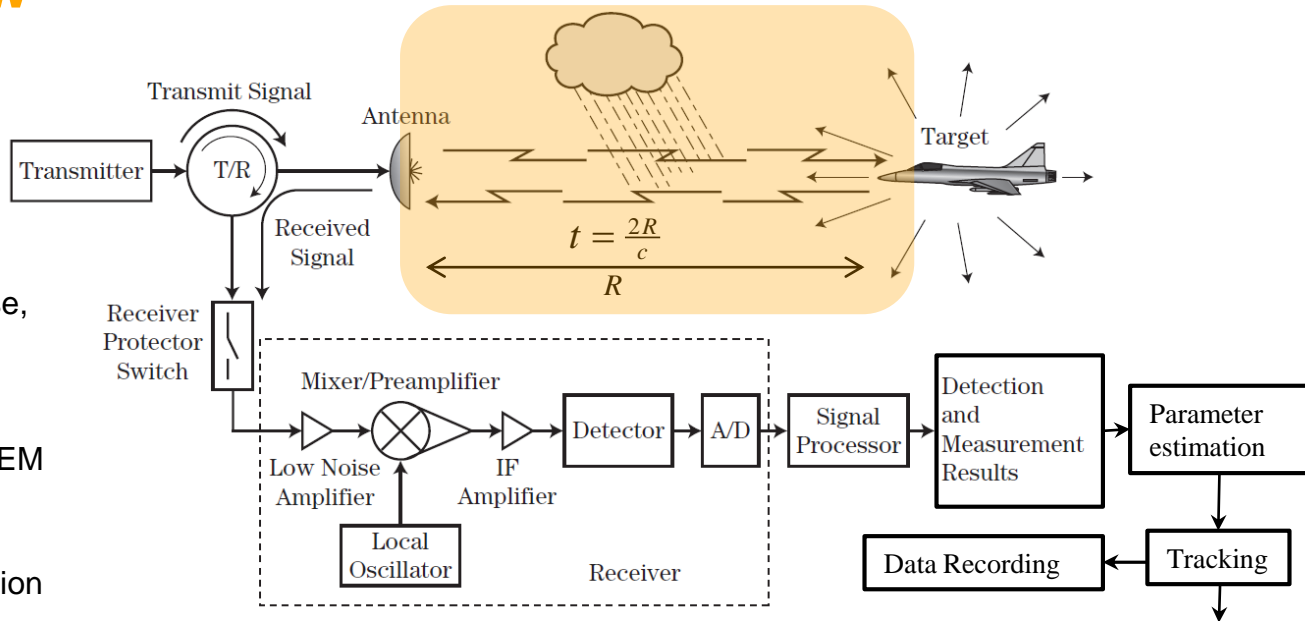 Transmit Signal
Antenna
Target
Transmitter
T/R
Received
Signal
t = 2R/c
R
se,
Receiver
Protector
Switch
Mixer/Preamplifier
Detector
A/D
Signal
Processor
Detection
and
Measurement
Results
Parameter
estimation
EM
Low Noise
Amplifier
IF
Amplifier
Local
Oscillator
Receiver
Data Recording
Tracking
ion